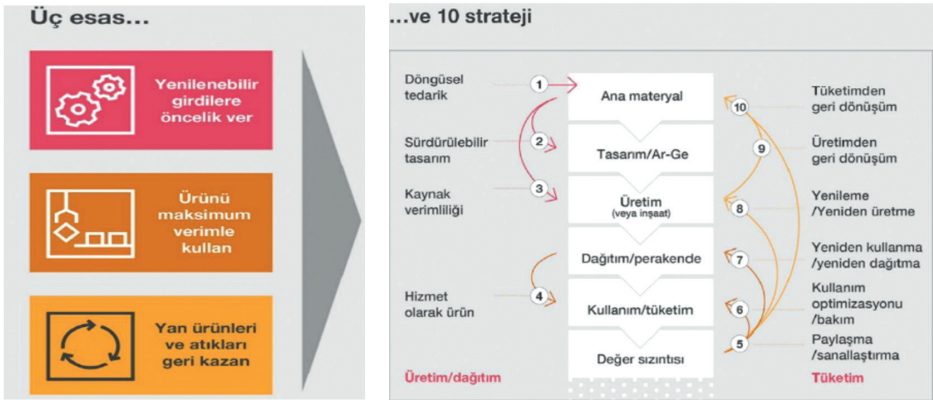 Üç esas...
Yenilenebilir
girdilere
öncelik ver
Ürünü
maksimum
verimle
kullan
Yan ürünleri
ve atıkları
geri kazan
...ve 10 strateji
Döngüsel
tedarik
1
Sürdürülebilir
tasarım
2
Kaynak
verimliliği
3
Hizmet
olarak ürün
4
Üretim/dağıtım
Ana materyal
Tasarım/Ar-Ge
Üretim
(veya inşaat)
Dağıtım/perakende
Kullanım/tüketim
Değer sızıntısı
10
Tüketimden
geri dönüşüm
9
Üretimden
geri dönüşüm
8
Yenileme
/Yeniden üretme
7
Yeniden kullanma
/yeniden dağıtma
6
Kullanım
optimizasyonu
/bakım
5
Paylaşma
/sanallaştırma
Tüketim